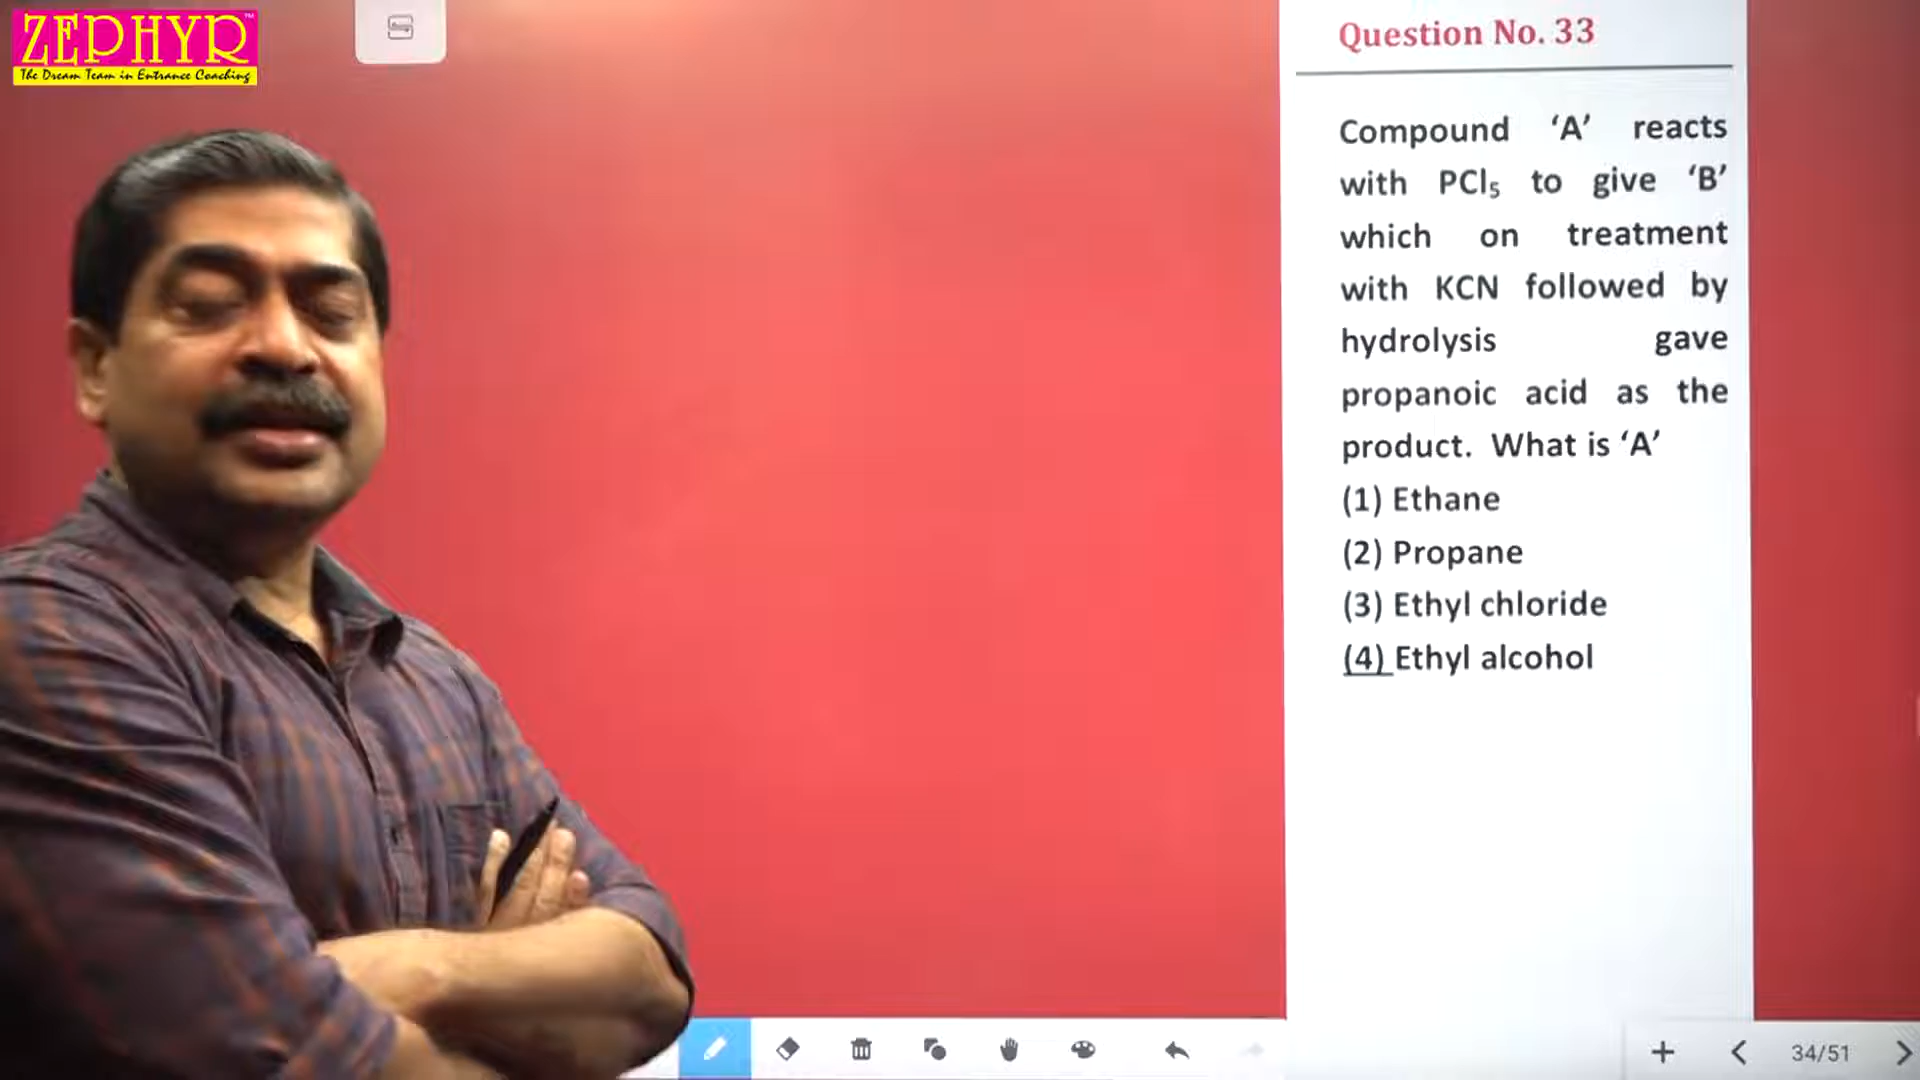 ZEPHYR™
The Dream Team in Entrance Coaching
Question No. 33
Compound ‘A’ reacts
with PCl₅ to give ‘B’
which on treatment
with KCN followed by
hydrolysis gave
propanoic acid as the
product. What is ‘A’
(1) Ethane
(2) Propane
(3) Ethyl chloride
(4) Ethyl alcohol
34/51